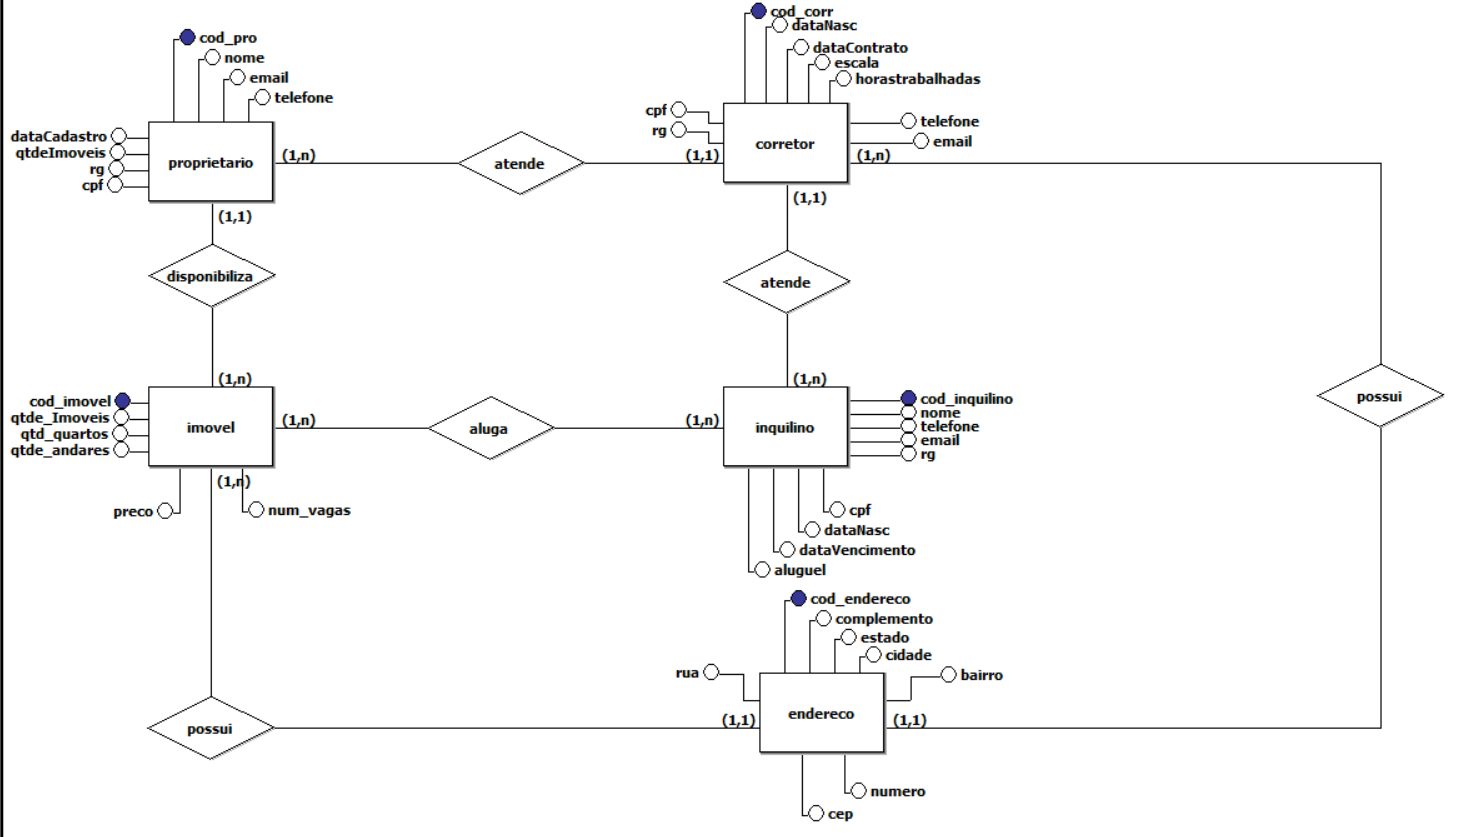 cod_pro
nome
email
telefone
dataCadastro
qtdeImoveis
rg
cpf
proprietario
(1,n)
(1,1)
atende
(1,1)
cod_corr
dataNasc
dataContrato
escala
horastrabalhadas
cpf
rg
telefone
email
corretor
(1,n)
(1,1)
disponibiliza
atende
possui
(1,n)
(1,n)
cod_imovel
qtde_Imoveis
qtd_quartos
qtde_andares
imovel
(1,n)
aluga
(1,n)
inquilino
cod_inquilino
nome
telefone
email
rg
(1,n)
preco
num_vagas
cpf
dataNasc
dataVencimento
aluguel
cod_endereco
complemento
estado
cidade
rua
bairro
endereco
possui
(1,1)
(1,1)
numero
cep